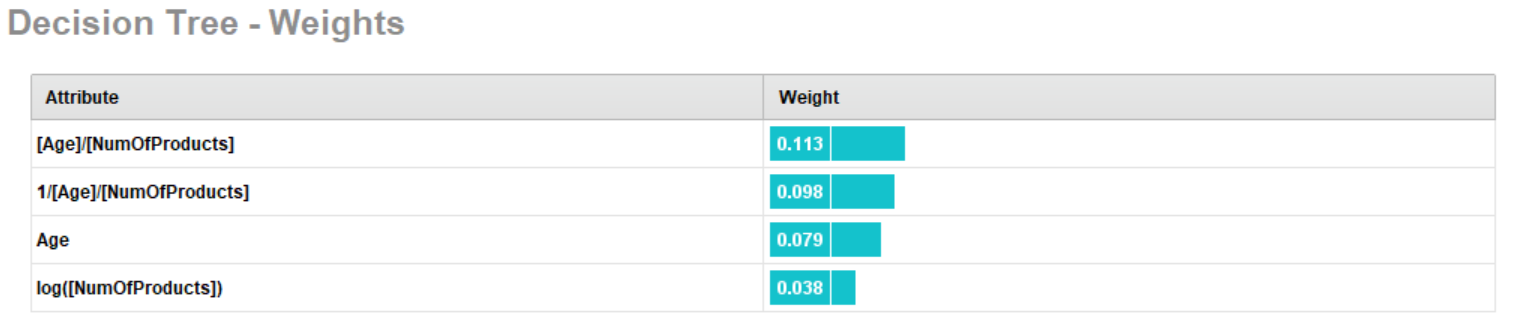 Decision Tree - Weights
Attribute Weight
[Age]/[NumOfProducts] 0.113
1/[Age]/[NumOfProducts] 0.098
Age 0.079
log([NumOfProducts]) 0.038